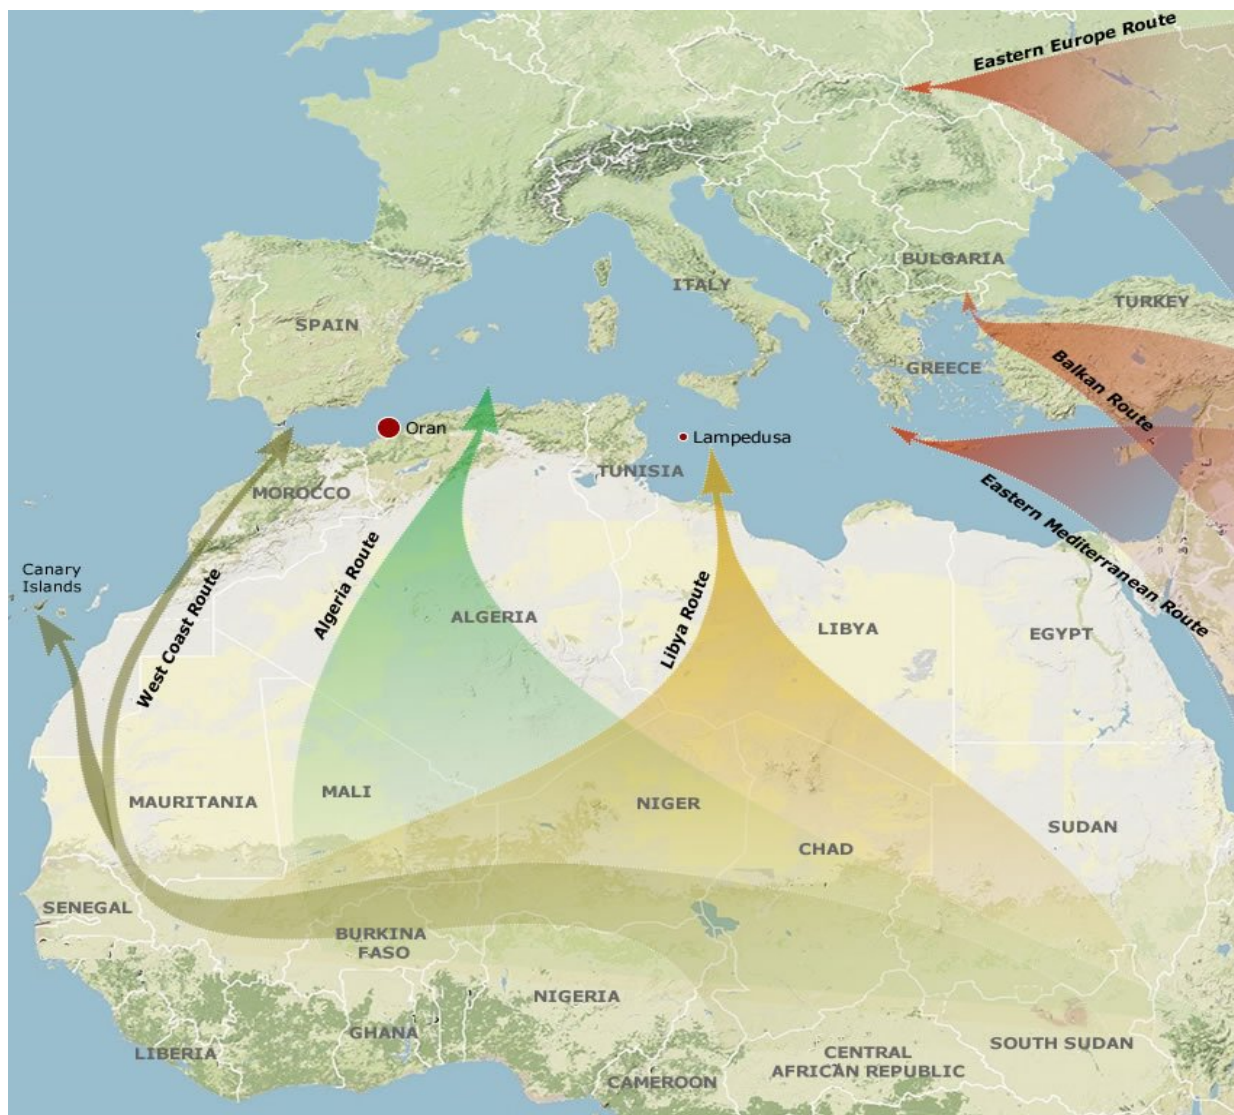 Eastern Europe Route
BULGARIA
ITALY
TURKEY
SPAIN
GREECE
Balkan Route
Oran
Lampedusa
TUNISIA
MOROCCO
Eastern Mediterranean Route
Canary
Islands
West Coast Route
Algeria Route
ALGERIA
Libya Route
LIBYA
EGYPT
MAURITANIA
MALI
NIGER
SUDAN
CHAD
SENEGAL
BURKINA
FASO
NIGERIA
GHANA
LIBERIA
SOUTH SUDAN
CENTRAL
AFRICAN REPUBLIC
CAMEROON